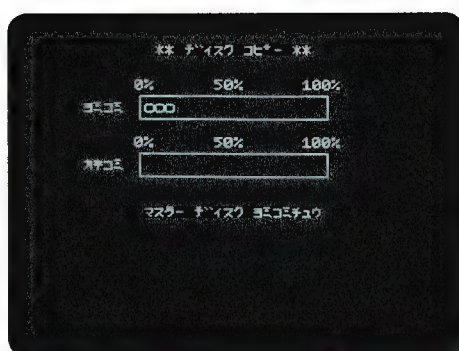 ** ディスク コピー **
0% 50% 100%
ヨミコミ ooo
0% 50% 100%
カキコミ
マスター ディスク ヨミコミチュウ